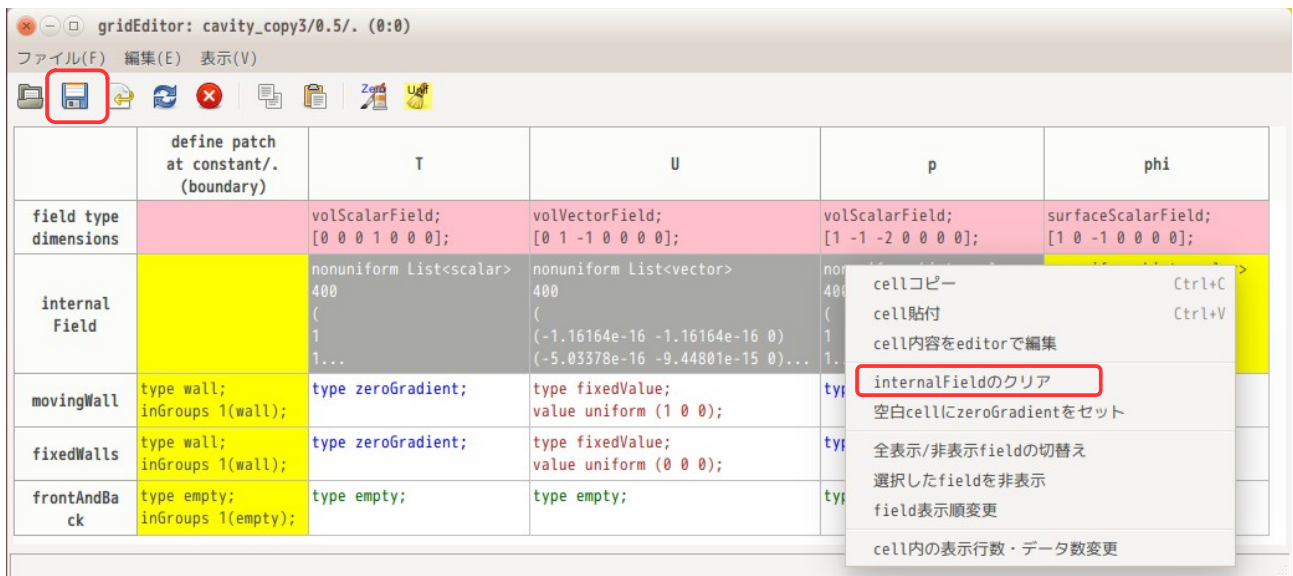 gridEditor: cavity_copy3/0.5/. (0:0)
ファイル(F) 編集(E) 表示(V)
Zero
Unif
define patch
at constant/.
(boundary)
T
U
p
phi
field type
dimensions
volScalarField;
[0 0 0 1 0 0 0];
volVectorField;
[0 1 -1 0 0 0 0];
volScalarField;
[1 -1 -2 0 0 0 0];
surfaceScalarField;
[1 0 -1 0 0 0 0];
internal
Field
nonuniform List<scalar>
400
(
1
1...
nonuniform List<vector>
400
(
(-1.16164e-16 -1.16164e-16 0)
(-5.03378e-16 -9.44801e-15 0)...
400
(
1
1..
movingWall
type wall;
inGroups 1(wall);
type zeroGradient;
type fixedValue;
value uniform (1 0 0);
fixedWalls
type wall;
inGroups 1(wall);
type zeroGradient;
type fixedValue;
value uniform (0 0 0);
frontAndBa
ck
type empty;
inGroups 1(empty);
type empty;
type empty;
cellコピー Ctrl+C
cell貼付 Ctrl+V
cell内容をeditorで編集
internalFieldのクリア
空白cellにzeroGradientをセット
全表示/非表示fieldの切替え
選択したfieldを非表示
field表示順変更
cell内の表示行数・データ数変更